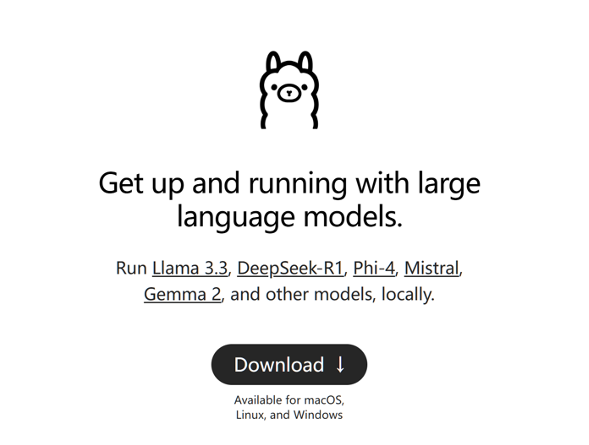 Get up and running with large
language models.
Run Llama 3.3, DeepSeek-R1, Phi-4, Mistral,
Gemma 2, and other models, locally.
Download ↓
Available for macOS,
Linux, and Windows